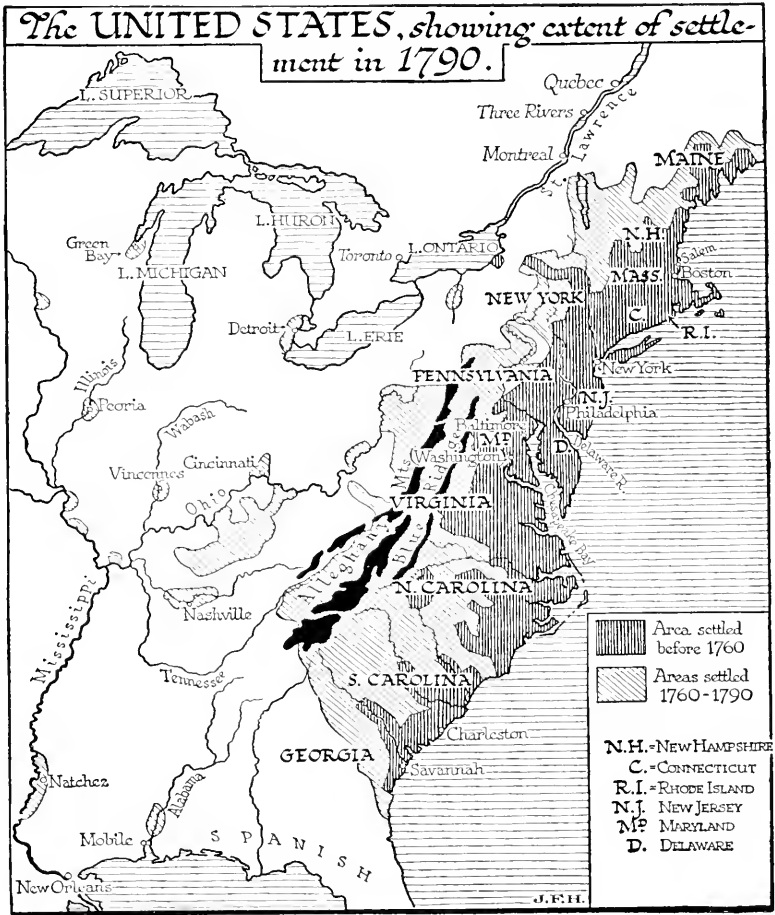 The UNITED STATES, showing extent of settle-
ment in 1790.
L. SUPERIOR
Quebec
Three Rivers
Montreal
St. Lawrence
MAINE
L. HURON
N.H.
Green
Bay
Toronto
L. ONTARIO
Salem
L. MICHIGAN
MASS.
Boston
NEW YORK
C.
Detroit
L. ERIE
R.I.
Illinois
New York
PENNSYLVANIA
N.J.
Peoria
Philadelphia
Wabash
Baltimore
MD
D.
Cincinnati
(Washington)
Delaware R.
Vincennes
Ohio
Chesapeake Bay
VIRGINIA
Alleghany Mts
Blue Ridge
N. CAROLINA
Nashville
Mississippi
Tennessee
S. CAROLINA
Charleston
GEORGIA
Savannah
Natchez
Alabama
Mobile
SPANISH
New Orleans
Area settled
before 1760
Areas settled
1760-1790
N.H.=NEW HAMPSHIRE
C.=CONNECTICUT
R.I.=RHODE ISLAND
N.J. NEW JERSEY
MD MARYLAND
D. DELAWARE
J.F.H.